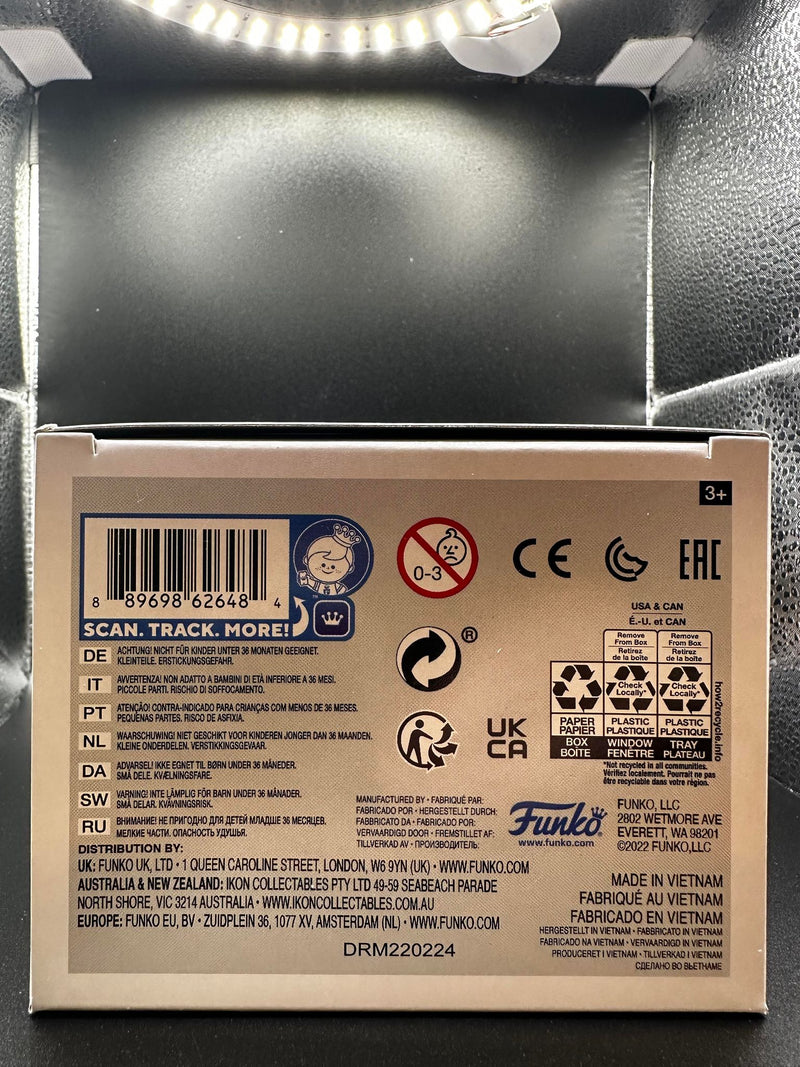 3+
8 89698 62648 4
SCAN. TRACK. MORE!
™
0-3
CE
EAC
®
UK
CA
USA & CAN
É.-U. et CAN
Remove
From Box
Retirez
de la boîte
Remove
From Box
Retirez
de la boîte
Check
Locally*
Check
Locally*
PAPER
PAPIER
PLASTIC
PLASTIQUE
PLASTIC
PLASTIQUE
BOX
BOÎTE
WINDOW
FENÊTRE
TRAY
PLATEAU
how2recycle.info
*Not recycled in all communities.
Vérifiez localement. Pourrait ne pas
être recyclable dans votre région.
DE ACHTUNG! NICHT FÜR KINDER UNTER 36 MONATEN GEEIGNET.
KLEINTEILE. ERSTICKUNGSGEFAHR.
IT AVVERTENZA! NON ADATTO A BAMBINI DI ETÀ INFERIORE A 36 MESI.
PICCOLE PARTI. RISCHIO DI SOFFOCAMENTO.
PT ATENÇÃO! CONTRA-INDICADO PARA CRIANÇAS COM MENOS DE 36 MESES.
PEQUENAS PARTES. RISCO DE ASFIXIA.
NL WAARSCHUWING! NIET GESCHIKT VOOR KINDEREN JONGER DAN 36 MAANDEN.
KLEINE ONDERDELEN. VERSTIKKINGSGEVAAR.
DA ADVARSEL! IKKE EGNET TIL BØRN UNDER 36 MÅNEDER.
SMÅ DELE. KVÆLNINGSFARE.
SW VARNING! INTE LÄMPLIG FÖR BARN UNDER 36 MÅNADER.
SMÅ DELAR. KVÄVNINGSRISK.
RU ВНИМАНИЕ! НЕ ПРИГОДНО ДЛЯ ДЕТЕЙ МЛАДШЕ 36 МЕСЯЦЕВ.
МЕЛКИЕ ЧАСТИ. ОПАСНОСТЬ УДУШЬЯ.
MANUFACTURED BY • FABRIQUÉ PAR:
FABRICADO POR • HERGESTELLT DURCH:
FABRICATO DA • FABRICADO POR:
VERVAARDIGD DOOR • FREMSTILLET AF:
TILLVERKAD AV • ПРОИЗВОДИТЕЛЬ:
Funko®
www.funko.com
FUNKO, LLC
2802 WETMORE AVE
EVERETT, WA 98201
©2022 FUNKO,LLC
DISTRIBUTION BY:
UK: FUNKO UK, LTD • 1 QUEEN CAROLINE STREET, LONDON, W6 9YN (UK) • WWW.FUNKO.COM
AUSTRALIA & NEW ZEALAND: IKON COLLECTABLES PTY LTD 49-59 SEABEACH PARADE
NORTH SHORE, VIC 3214 AUSTRALIA • WWW.IKONCOLLECTABLES.COM.AU
EUROPE: FUNKO EU, BV • ZUIDPLEIN 36, 1077 XV, AMSTERDAM (NL) • WWW.FUNKO.COM
DRM220224
MADE IN VIETNAM
FABRIQUÉ AU VIETNAM
FABRICADO EN VIETNAM
HERGESTELLT IN VIETNAM • FABBRICATO IN VIETNAM
FABRICADO NA VIETNAM • VERVAARDIGD IN VIETNAM
PRODUCERET I VIETNAM • TILLVERKAD I VIETNAM
СДЕЛАНО ВО ВЬЕТНАМЕ